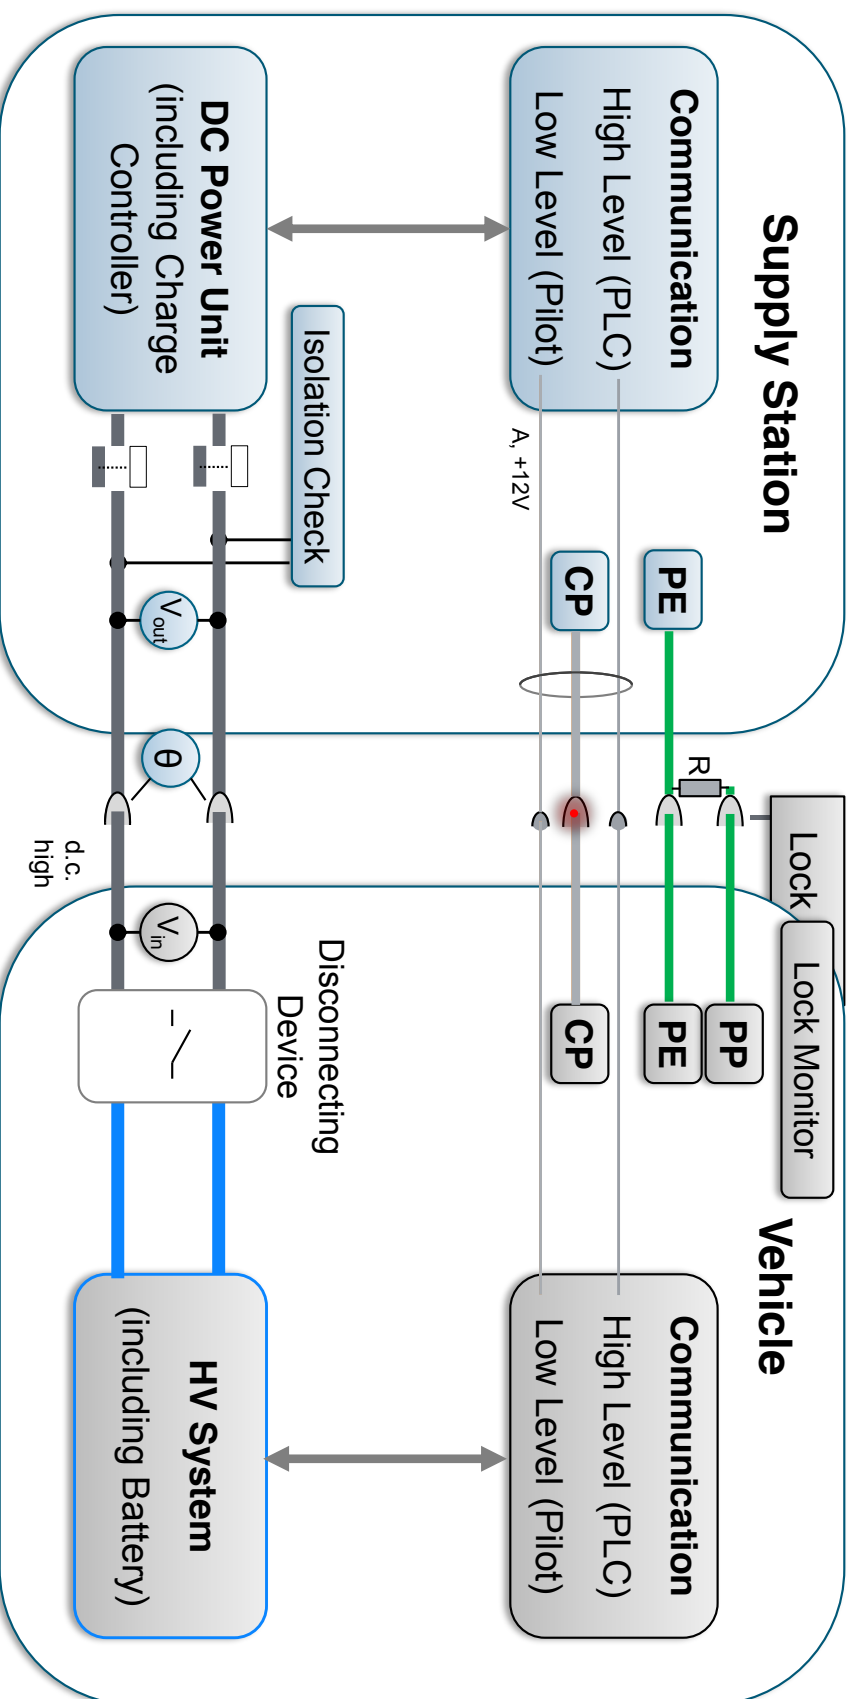 Supply Station
Communication
High Level (PLC)
Low Level (Pilot)
DC Power Unit
(including Charge
Controller)
Isolation Check
A, +12V
PE
CP
V out
θ
R
Lock
Lock Monitor
d.c.
high
V in
Disconnecting
Device
PP
PE
CP
Vehicle
Communication
High Level (PLC)
Low Level (Pilot)
HV System
(including Battery)